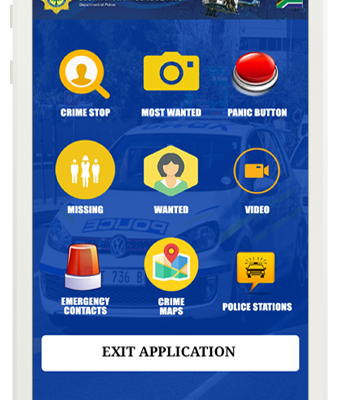 Department of Police
CRIME STOP
MOST WANTED
PANIC BUTTON
MISSING
WANTED
VIDEO
POLICE
EMERGENCY
CONTACTS
CRIME
MAPS
POLICE STATIONS
EXIT APPLICATION